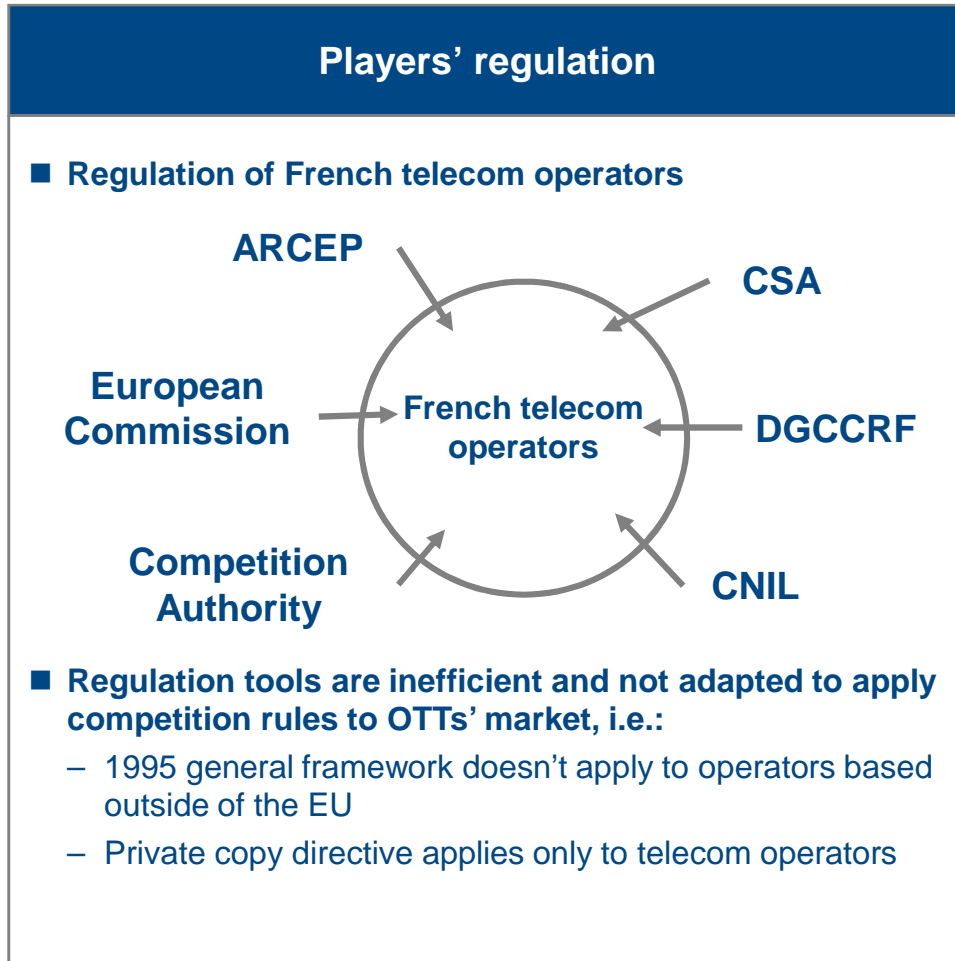 Players’ regulation
■ Regulation of French telecom operators
ARCEP
CSA
European
Commission
French telecom
operators
DGCCRF
Competition
Authority
CNIL
■ Regulation tools are inefficient and not adapted to apply
competition rules to OTTs’ market, i.e.:
– 1995 general framework doesn’t apply to operators based
outside of the EU
– Private copy directive applies only to telecom operators